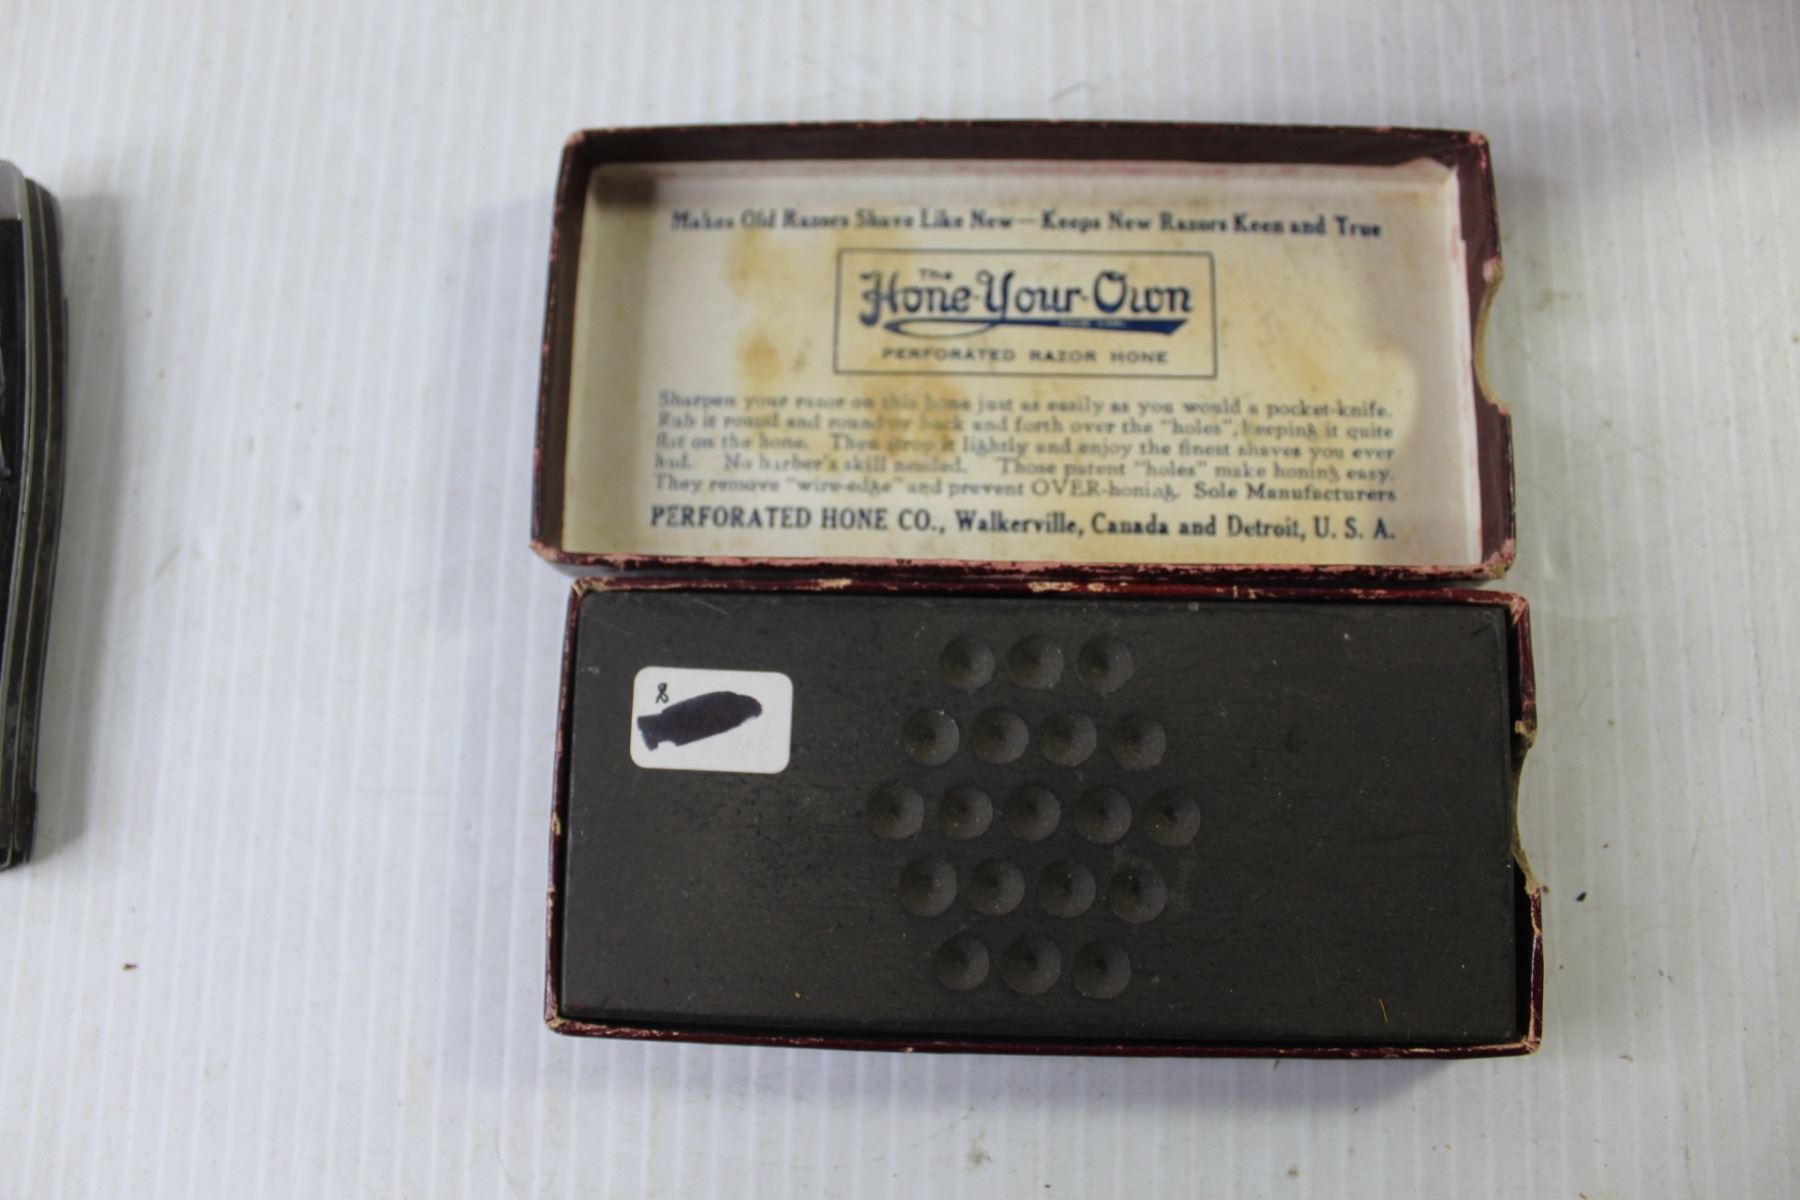 Makes Old Razors Shave Like New—Keeps New Razors Keen and True
The
Hone-Your-Own
PERFORATED RAZOR HONE
Sharpen your razor on this hone just as easily as you would a pocket-knife.
Rub it round and round or back and forth over the "holes", keeping it quite
flat on the hone. Then strop it lightly and enjoy the finest shaves you ever
had. No barber's skill needed. Those patent "holes" make honing easy.
They remove "wire-edge" and prevent OVER-honing. Sole Manufacturers
PERFORATED HONE CO., Walkerville, Canada and Detroit, U. S. A.
8